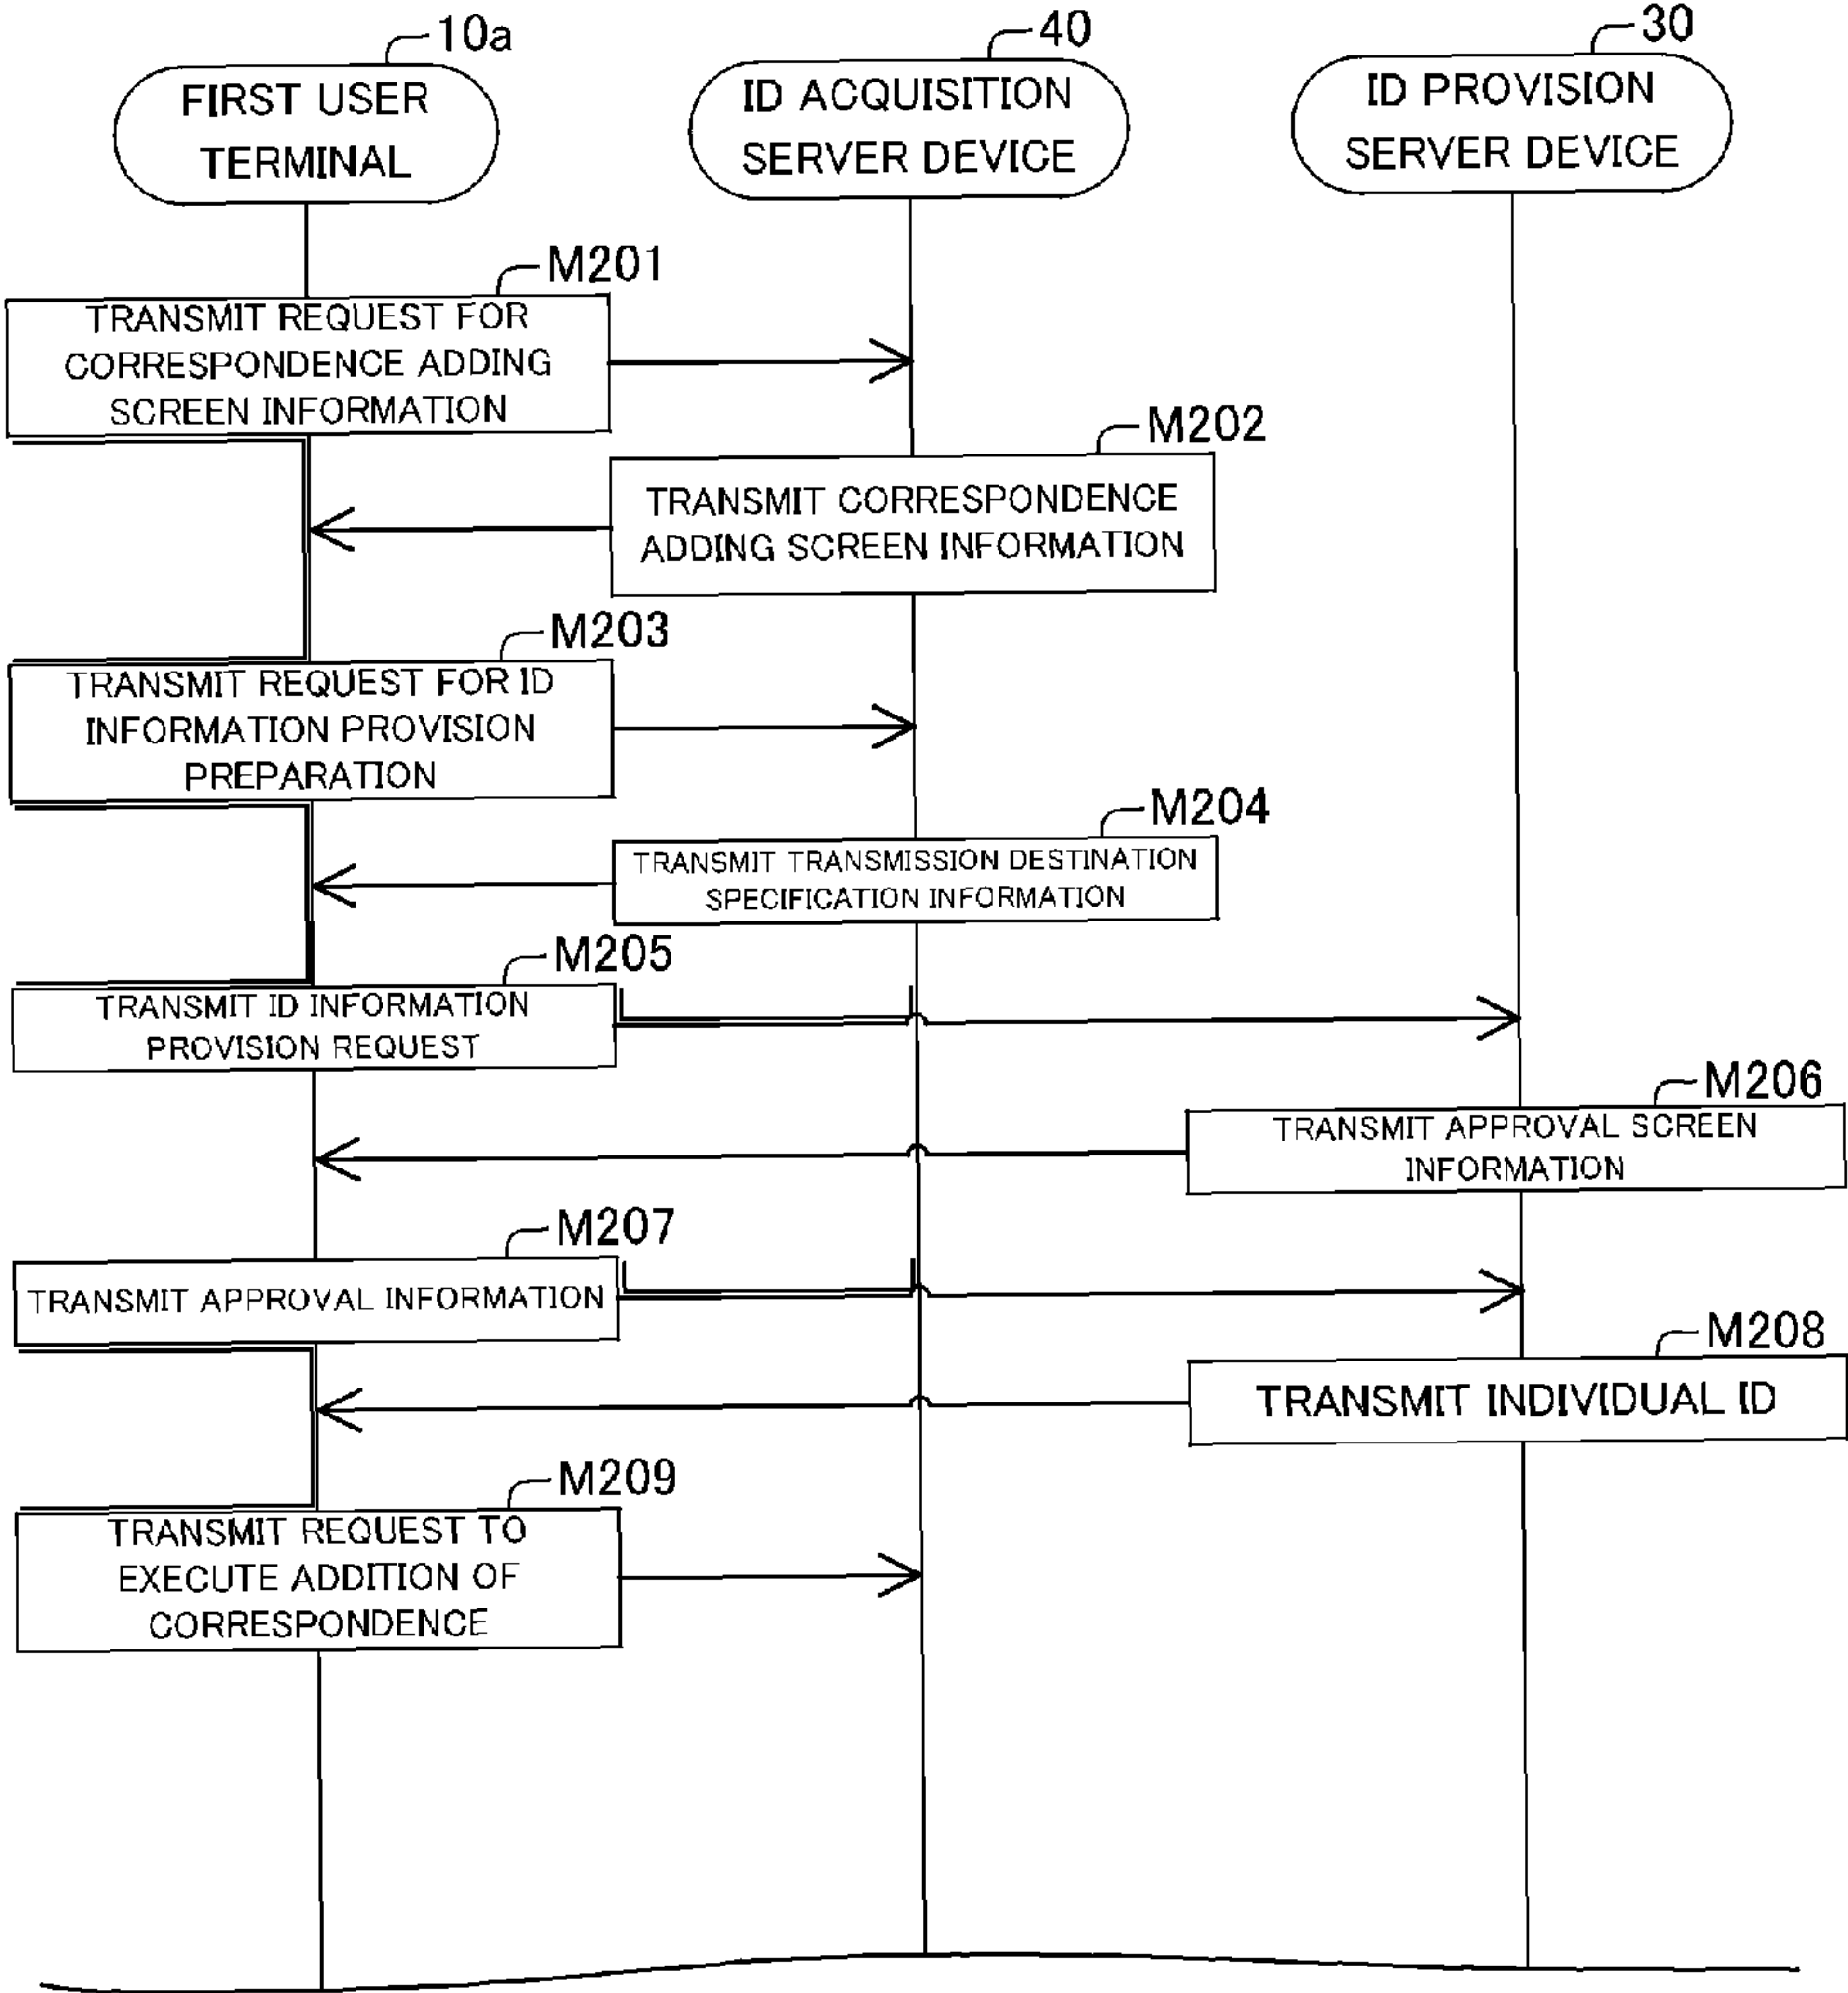 10a
FIRST USER
TERMINAL
40
ID ACQUISITION
SERVER DEVICE
30
ID PROVISION
SERVER DEVICE
M201
TRANSMIT REQUEST FOR
CORRESPONDENCE ADDING
SCREEN INFORMATION
M202
TRANSMIT CORRESPONDENCE
ADDING SCREEN INFORMATION
M203
TRANSMIT REQUEST FOR ID
INFORMATION PROVISION
PREPARATION
M204
TRANSMIT TRANSMISSION DESTINATION
SPECIFICATION INFORMATION
M205
TRANSMIT ID INFORMATION
PROVISION REQUEST
M206
TRANSMIT APPROVAL SCREEN
INFORMATION
M207
TRANSMIT APPROVAL INFORMATION
M208
TRANSMIT INDIVIDUAL ID
M209
TRANSMIT REQUEST TO
EXECUTE ADDITION OF
CORRESPONDENCE